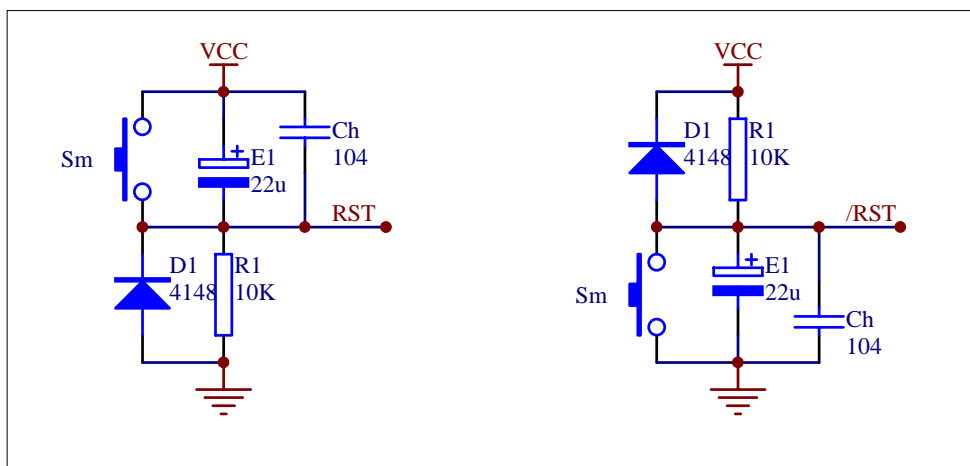 VCC
Sm
+
E1
22u
Ch
104
RST
D1
4148
R1
10K
VCC
D1
4148
R1
10K
/RST
Sm
+
E1
22u
Ch
104